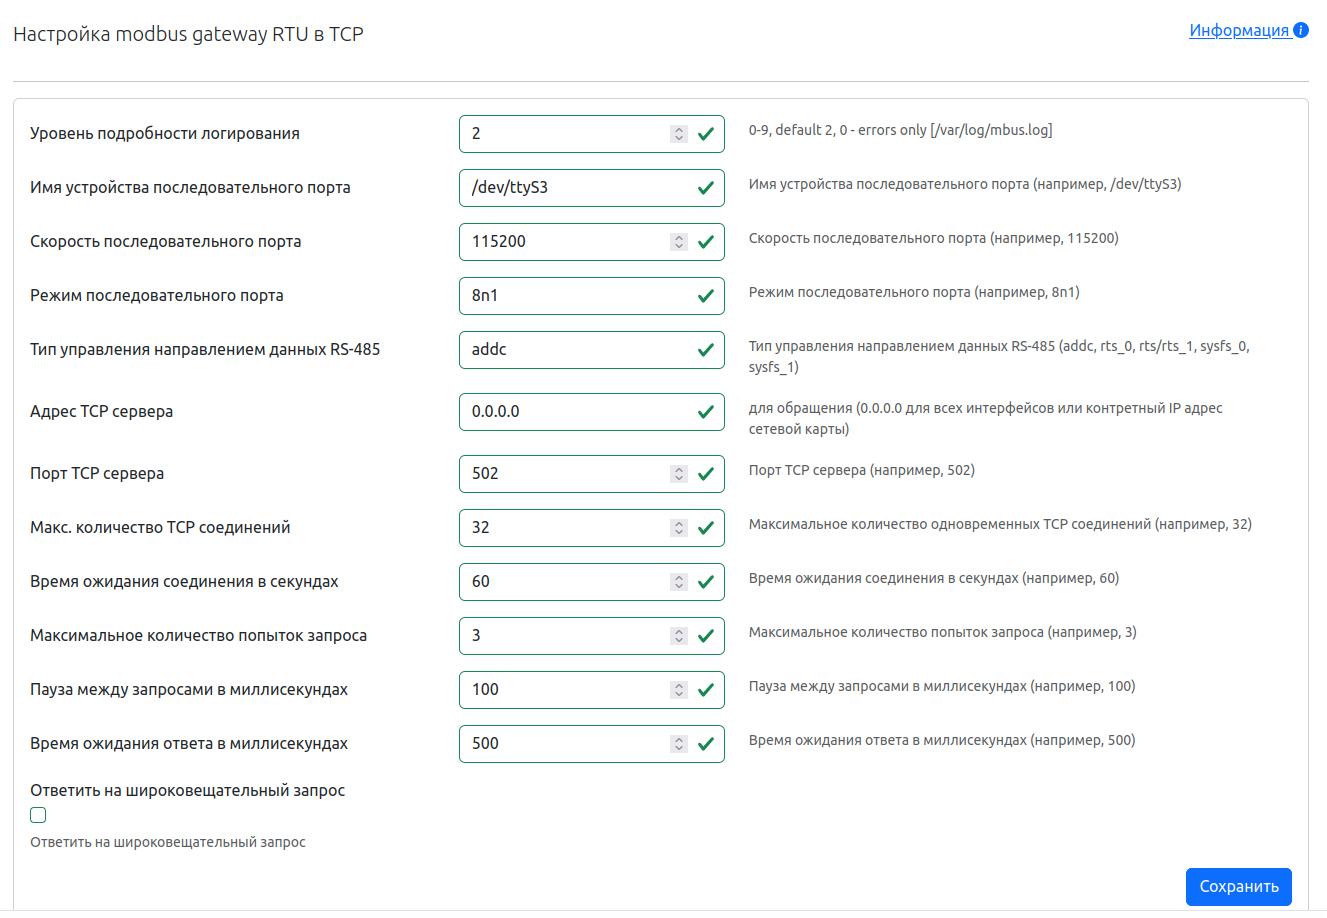 Настройка modbus gateway RTU в TCP
Информация
Уровень подробности логирования
2
0-9, default 2, 0 - errors only [/var/log/mbus.log]
Имя устройства последовательного порта
/dev/ttyS3
Имя устройства последовательного порта (например, /dev/ttyS3)
Скорость последовательного порта
115200
Скорость последовательного порта (например, 115200)
Режим последовательного порта
8n1
Режим последовательного порта (например, 8n1)
Тип управления направлением данных RS-485
addc
Тип управления направлением данных RS-485 (addc, rts_0, rts/rts_1, sysfs_0,
sysfs_1)
Адрес TCP сервера
0.0.0.0
для обращения (0.0.0.0 для всех интерфейсов или контретный IP адрес
сетевой карты)
Порт TCP сервера
502
Порт TCP сервера (например, 502)
Макс. количество TCP соединений
32
Максимальное количество одновременных TCP соединений (например, 32)
Время ожидания соединения в секундах
60
Время ожидания соединения в секундах (например, 60)
Максимальное количество попыток запроса
3
Максимальное количество попыток запроса (например, 3)
Пауза между запросами в миллисекундах
100
Пауза между запросами в миллисекундах (например, 100)
Время ожидания ответа в миллисекундах
500
Время ожидания ответа в миллисекундах (например, 500)
Ответить на широковещательный запрос
Ответить на широковещательный запрос
Сохранить